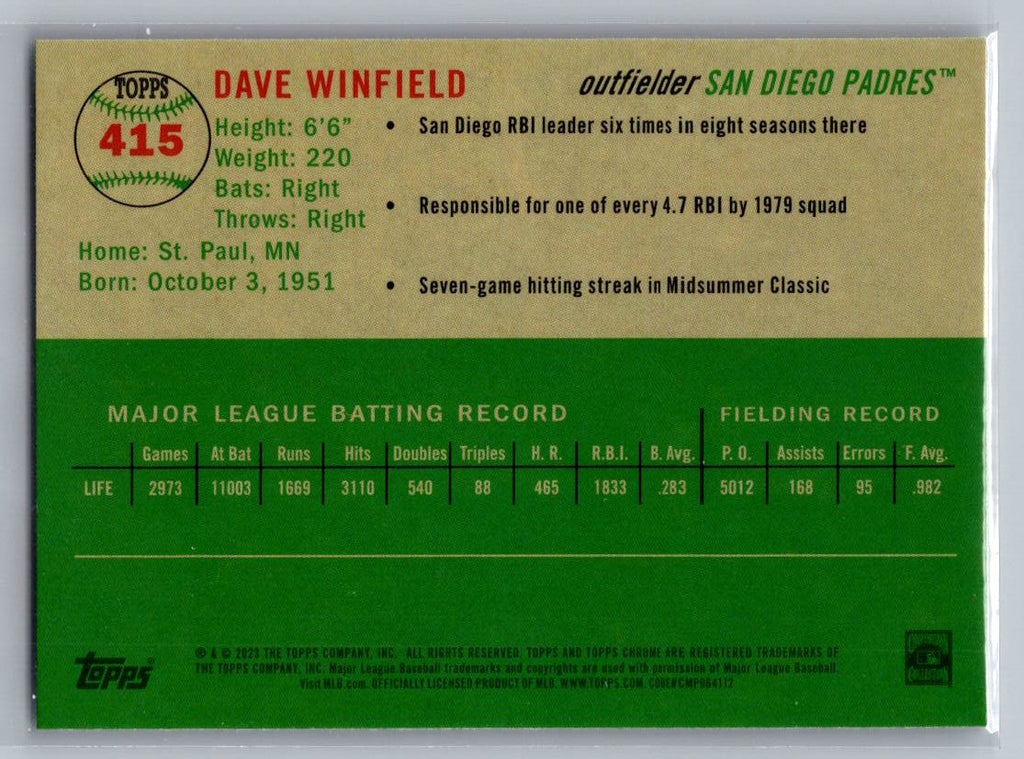 TOPPS
415
DAVE WINFIELD
outfielder SAN DIEGO PADRES™
Height: 6'6"
Weight: 220
Bats: Right
Throws: Right
Home: St. Paul, MN
Born: October 3, 1951
• San Diego RBI leader six times in eight seasons there
• Responsible for one of every 4.7 RBI by 1979 squad
• Seven-game hitting streak in Midsummer Classic
MAJOR LEAGUE BATTING RECORD FIELDING RECORD
Games At Bat Runs Hits Doubles Triples H. R. R.B.I. B. Avg. P. O. Assists Errors F. Avg.
LIFE 2973 11003 1669 3110 540 88 465 1833 .283 5012 168 95 .982
topps®
® & © 2023 THE TOPPS COMPANY, INC. ALL RIGHTS RESERVED. TOPPS AND TOPPS CHROME ARE REGISTERED TRADEMARKS OF
THE TOPPS COMPANY, INC. Major League Baseball trademarks and copyrights are used with permission of Major League Baseball.
Visit MLB.com. OFFICIALLY LICENSED PRODUCT OF MLB. WWW.TOPPS.COM. CODE#CMP064117